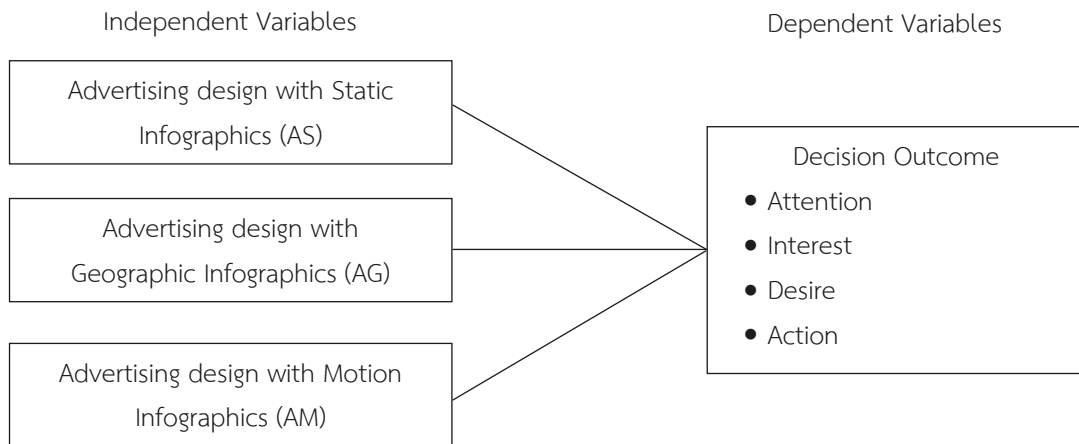 Independent Variables
Dependent Variables
Advertising design with Static
Infographics (AS)
Advertising design with
Geographic Infographics (AG)
Advertising design with Motion
Infographics (AM)
Decision Outcome
• Attention
• Interest
• Desire
• Action